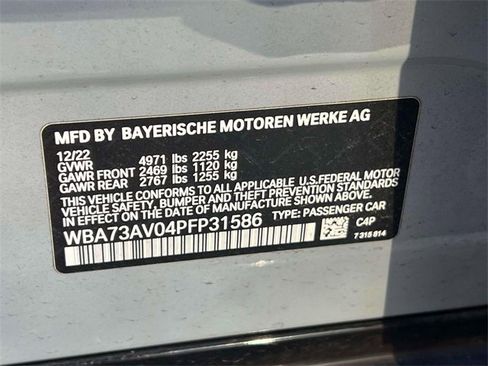 MFD BY BAYERISCHE MOTOREN WERKE AG
12/22
GVWR 4971 lbs 2255 kg
GAWR FRONT 2469 lbs 1120 kg
GAWR REAR 2767 lbs 1255 kg
THIS VEHICLE CONFORMS TO ALL APPLICABLE U.S.FEDERAL MOTOR
VEHICLE SAFETY, BUMPER AND THEFT PREVENTION STANDARDS
IN EFFECT ON THE DATE OF MANUFACTURE SHOWN ABOVE.
WBA73AV04PFP31586 TYPE: PASSENGER CAR
C4P
7 315 814